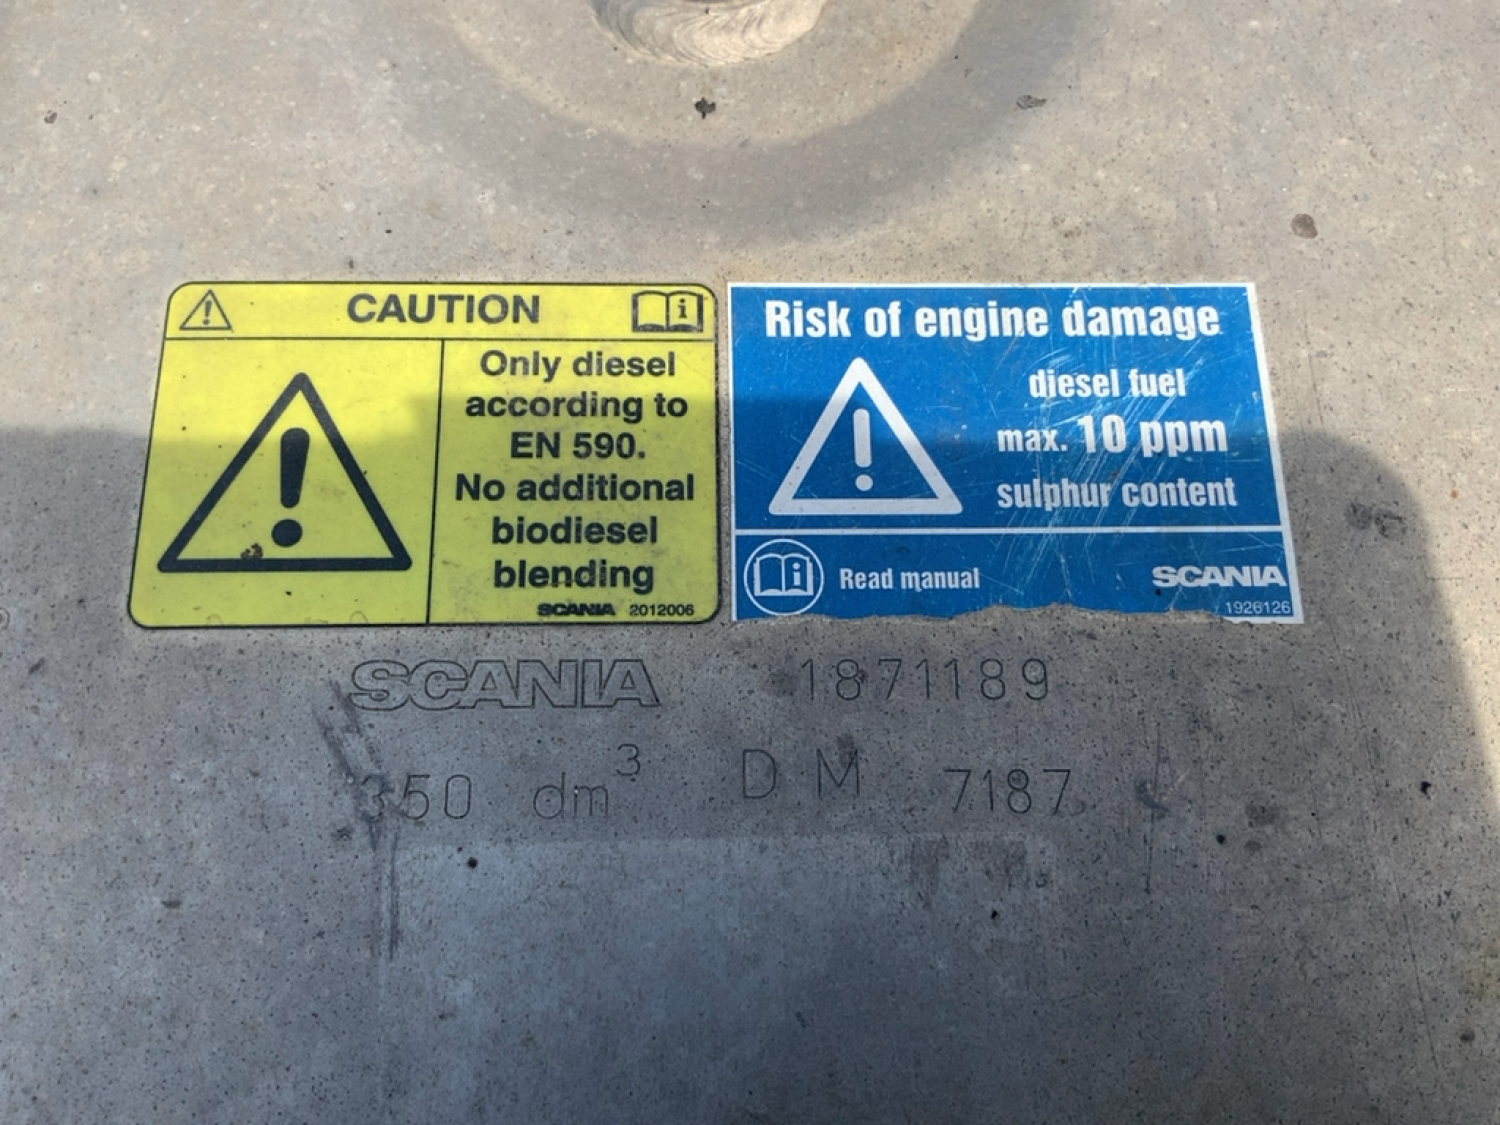 CAUTION
Only diesel
according to
EN 590.
No additional
biodiesel
blending
SCANIA 2012006
Risk of engine damage
diesel fuel
max. 10 ppm
sulphur content
Read manual
SCANIA
1926126
SCANIA 1871189
350 dm³ DM 7187